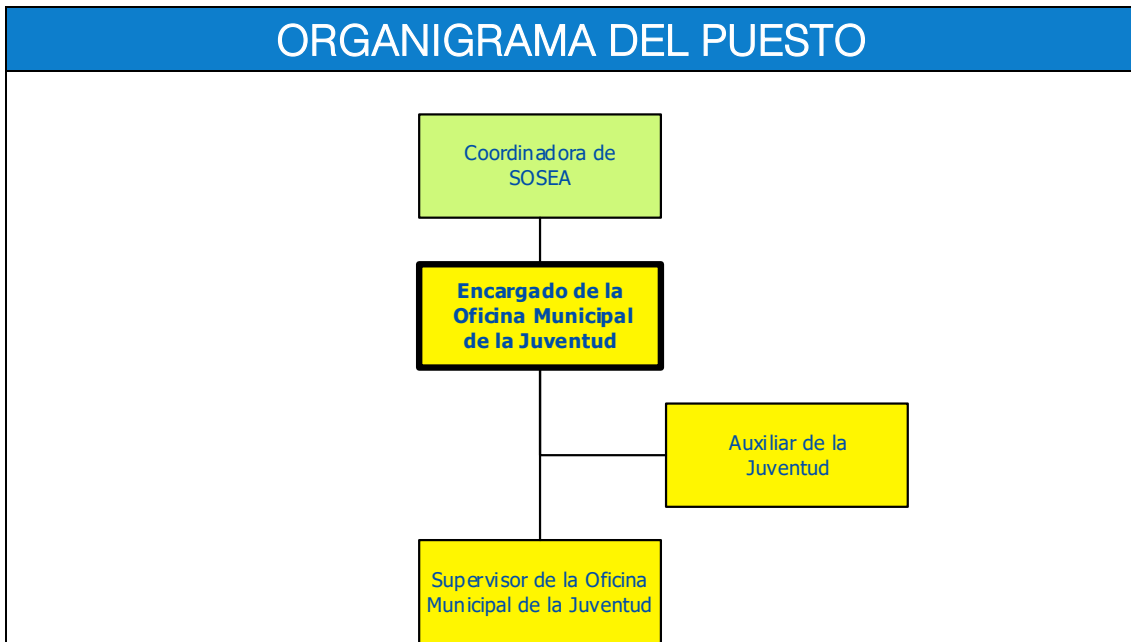 ORGANIGRAMA DEL PUESTO
Coordinadora de
SOSEA
Encargado de la
Oficina Municipal
de la Juventud
Auxiliar de la
Juventud
Supervisor de la Oficina
Municipal de la Juventud